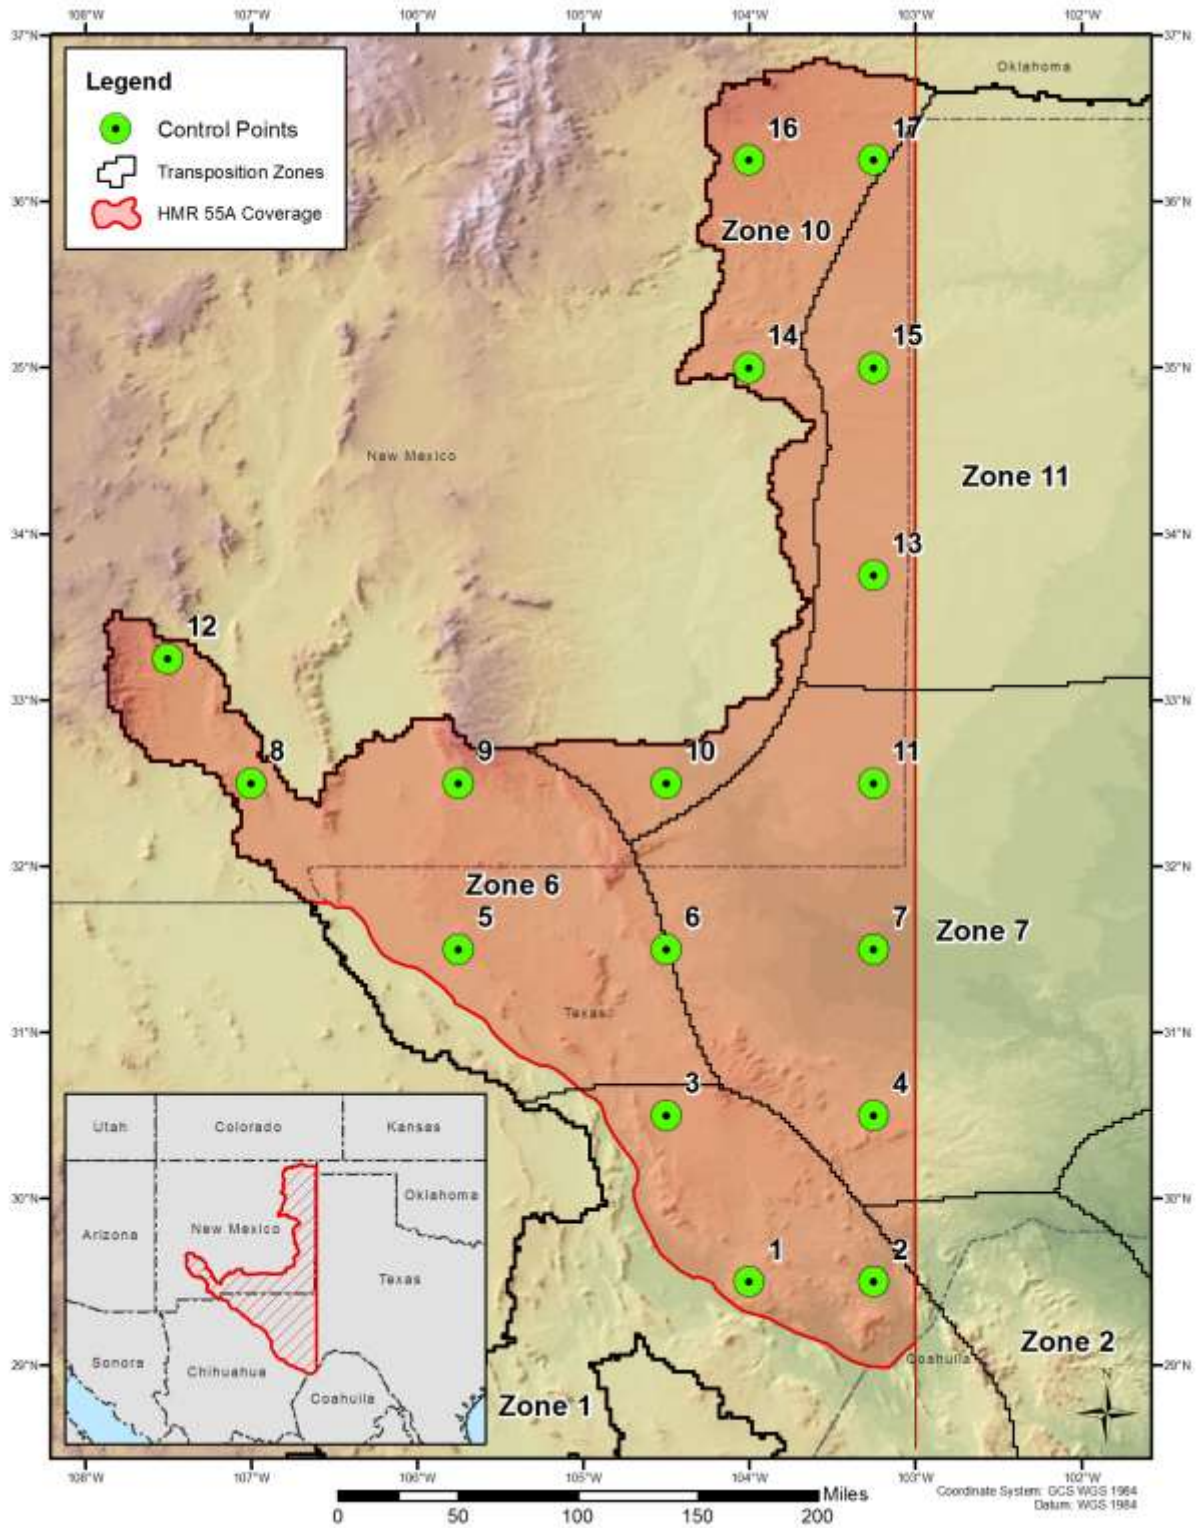 108°W 107°W 106°W 105°W 104°W 103°W 102°W
37°N 37°N
Legend
Control Points
Transposition Zones
HMR 55A Coverage
Oklahoma
16 17
36°N 36°N
Zone 10
14 15
35°N 35°N
New Mexico
Zone 11
34°N 34°N
13
12
33°N 33°N
8 9 10 11
32°N 32°N
Zone 6
5 6 7
Zone 7
Texas
31°N 31°N
3 4
Utah Colorado Kansas
30°N 30°N
Oklahoma
Arizona New Mexico
1 2
Texas
Zone 2
Sonora
Chihuahua
Coahuila
29°N 29°N
Coahuila
N
Zone 1
108°W 107°W 106°W 105°W 104°W 103°W 102°W
Miles
0 50 100 150 200
Coordinate System: GCS WGS 1984
Datum: WGS 1984